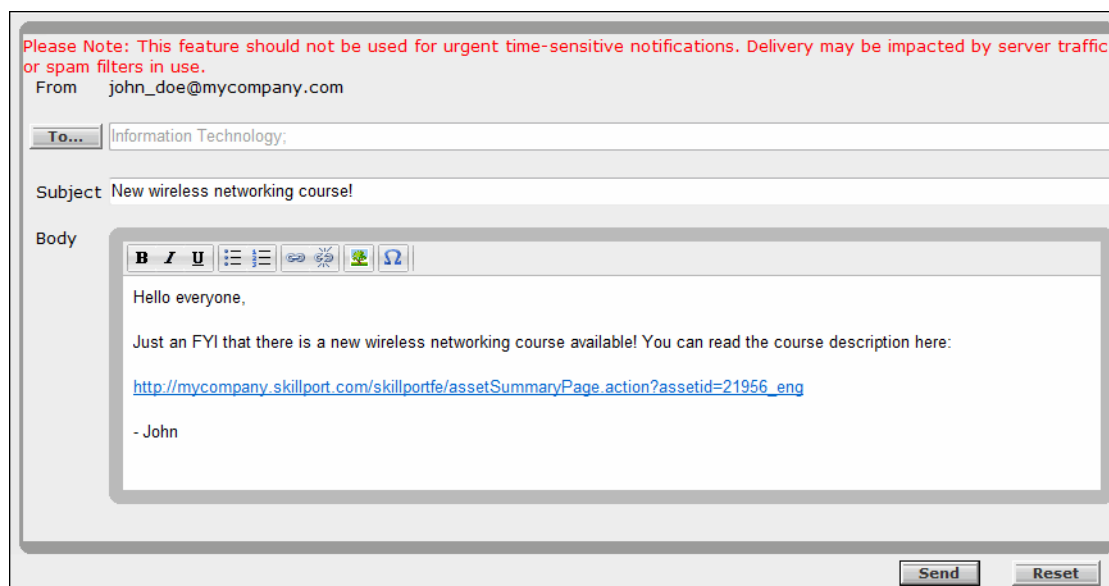 Please Note: This feature should not be used for urgent time-sensitive notifications. Delivery may be impacted by server traffic
or spam filters in use.
From john_doe@mycompany.com
To... Information Technology;
Subject New wireless networking course!
Body
B I U Ω
Hello everyone,
Just an FYI that there is a new wireless networking course available! You can read the course description here:
http://mycompany.skillport.com/skillportfe/assetSummaryPage.action?assetid=21956_eng
- John
Send Reset